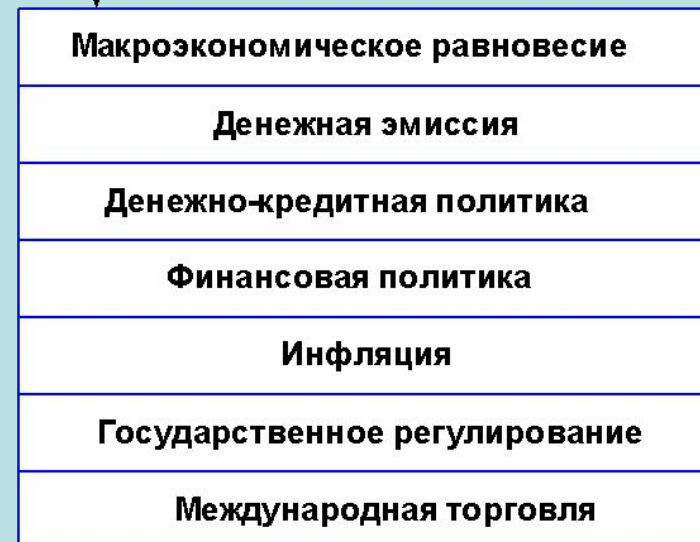 Макроэкономическое равновесие
Денежная эмиссия
Денежно-кредитная политика
Финансовая политика
Инфляция
Государственное регулирование
Международная торговля